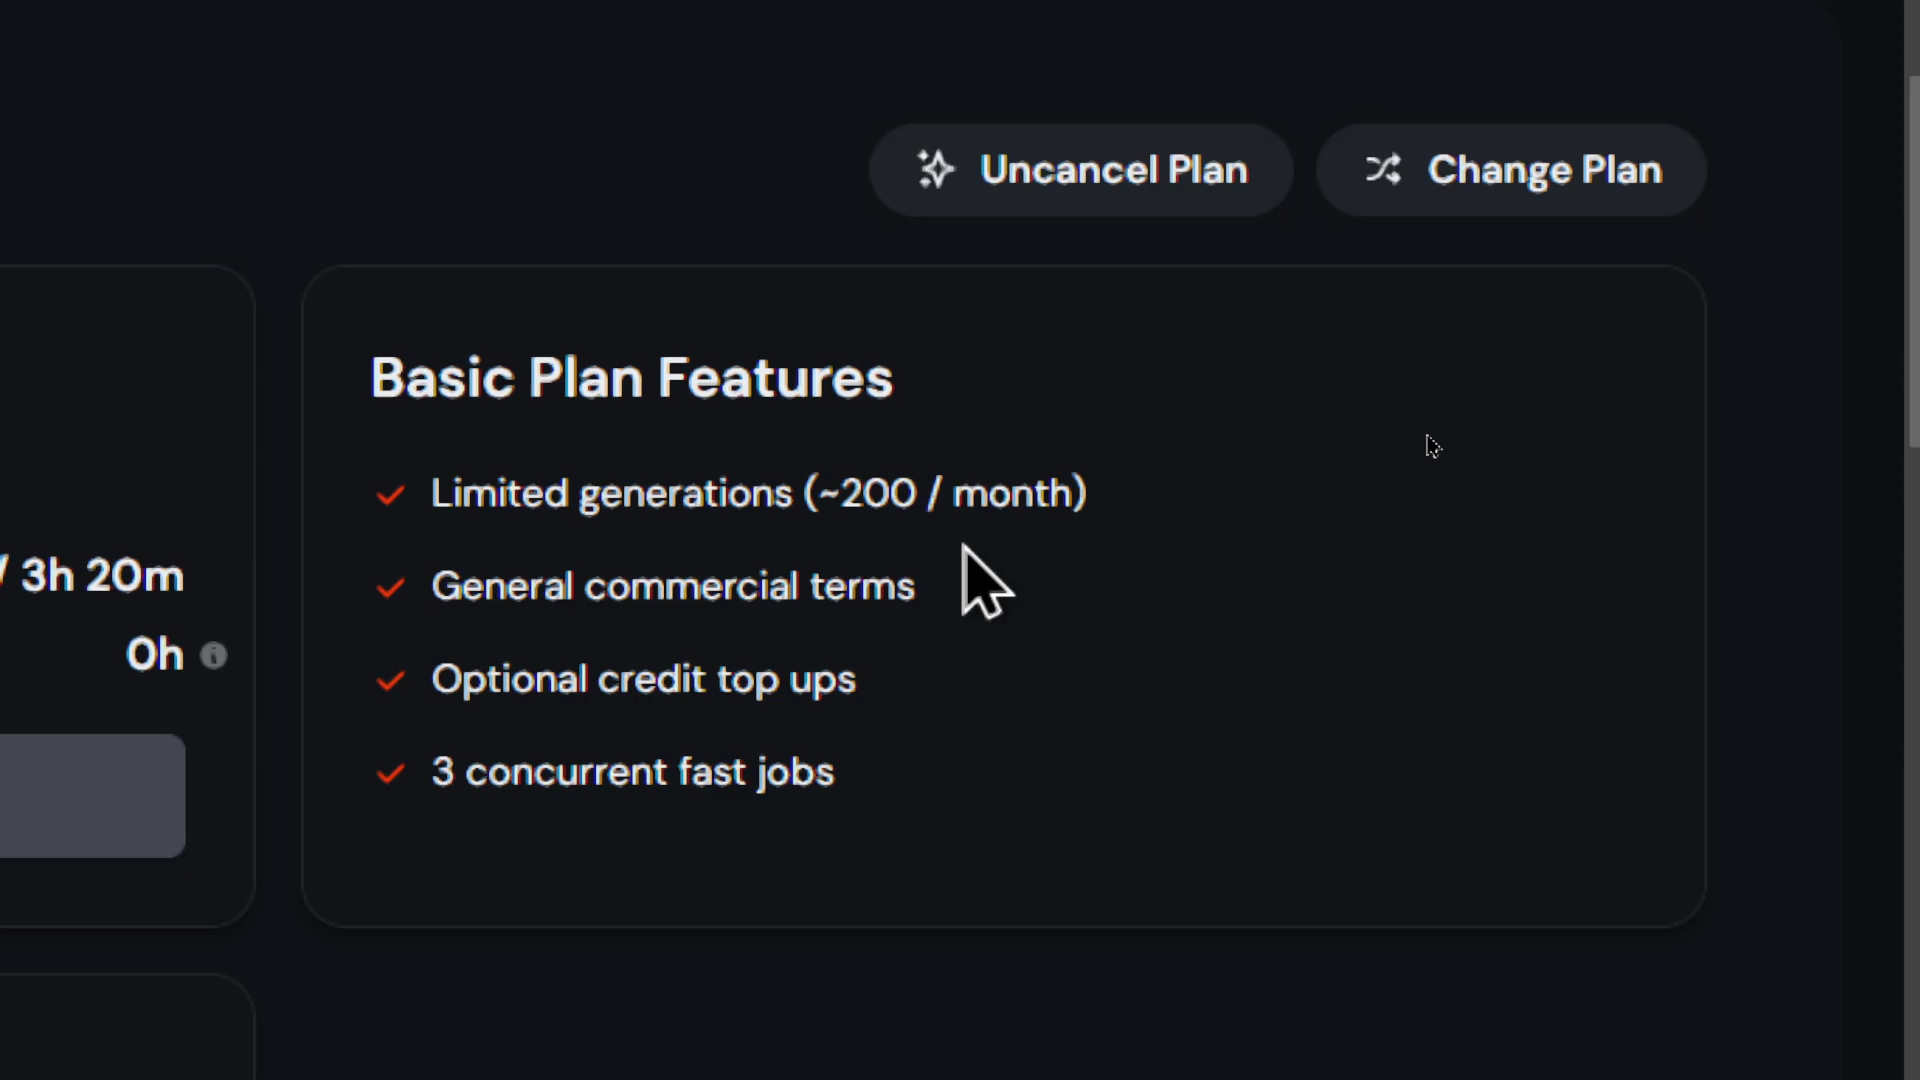 Uncancel Plan
Change Plan
/ 3h 20m
0h
Basic Plan Features
Limited generations (~200 / month)
General commercial terms
Optional credit top ups
3 concurrent fast jobs